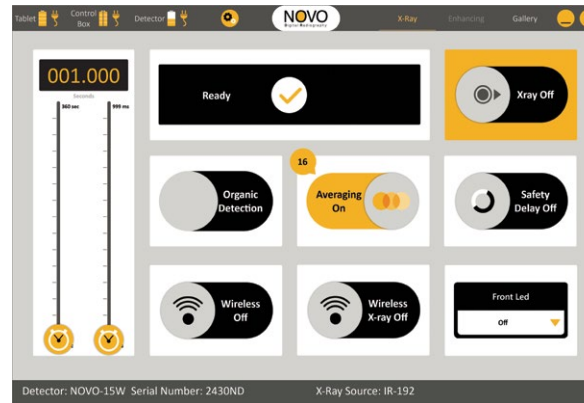 Tablet
Control
Box
Detector
NOVO
Digital Radiography
X-Ray
Enhancing
Gallery
001.000
Seconds
360 sec
999 ms
Ready
Xray Off
Organic
Detection
16
Averaging
On
Safety
Delay Off
Wireless
Off
Wireless
X-ray Off
Front Led
Off
Detector: NOVO-15W Serial Number: 2430ND
X-Ray Source: IR-192